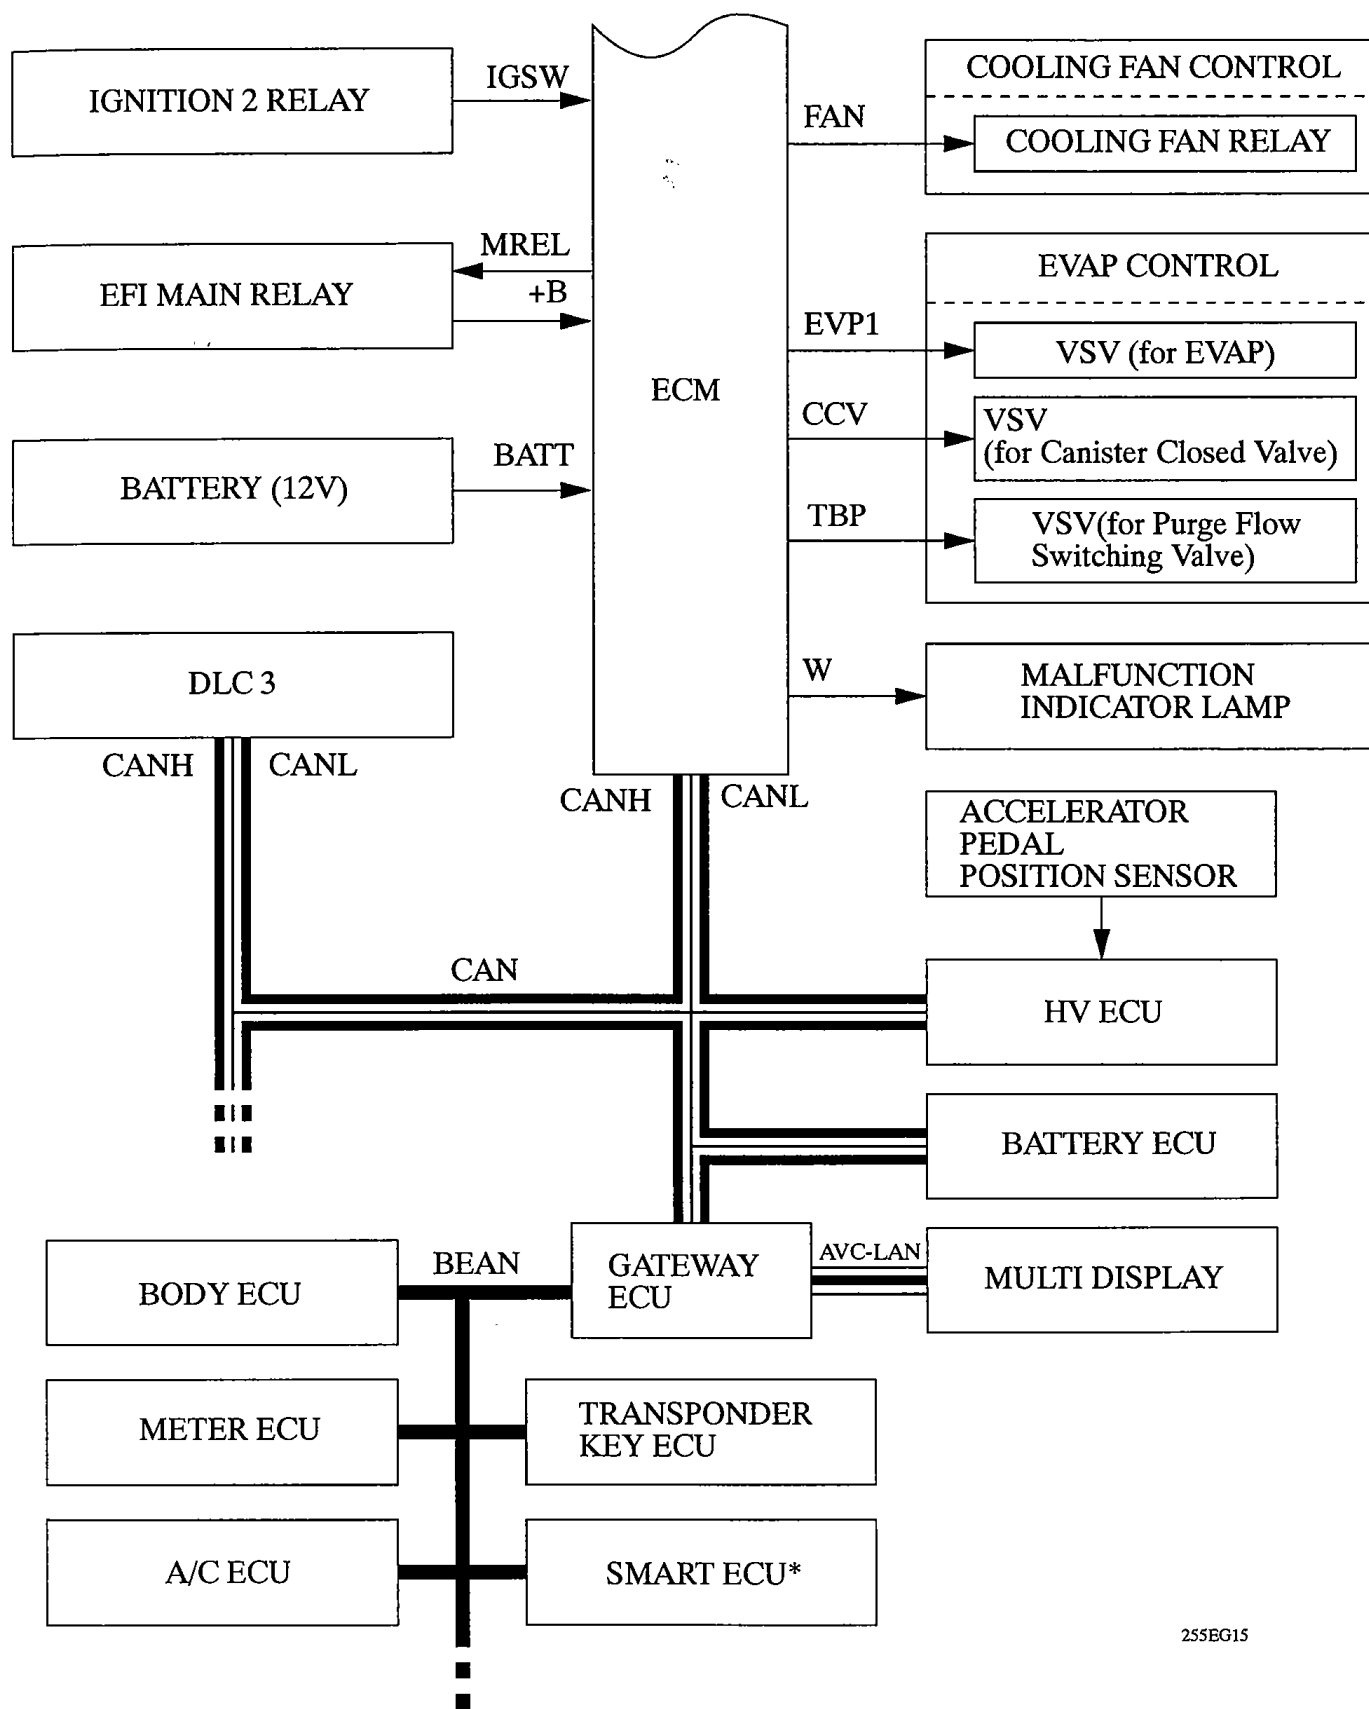 IGNITION 2 RELAY
IGSW
COOLING FAN CONTROL
FAN
COOLING FAN RELAY
EFI MAIN RELAY
MREL
+B
ECM
EVAP CONTROL
EVP1
VSV (for EVAP)
CCV
VSV
(for Canister Closed Valve)
BATTERY (12V)
BATT
TBP
VSV(for Purge Flow
Switching Valve)
DLC 3
W
MALFUNCTION
INDICATOR LAMP
CANH
CANL
CANH
CANL
ACCELERATOR
PEDAL
POSITION SENSOR
CAN
HV ECU
BATTERY ECU
BODY ECU
BEAN
GATEWAY
ECU
AVC-LAN
MULTI DISPLAY
METER ECU
TRANSPONDER
KEY ECU
A/C ECU
SMART ECU*
255EG15